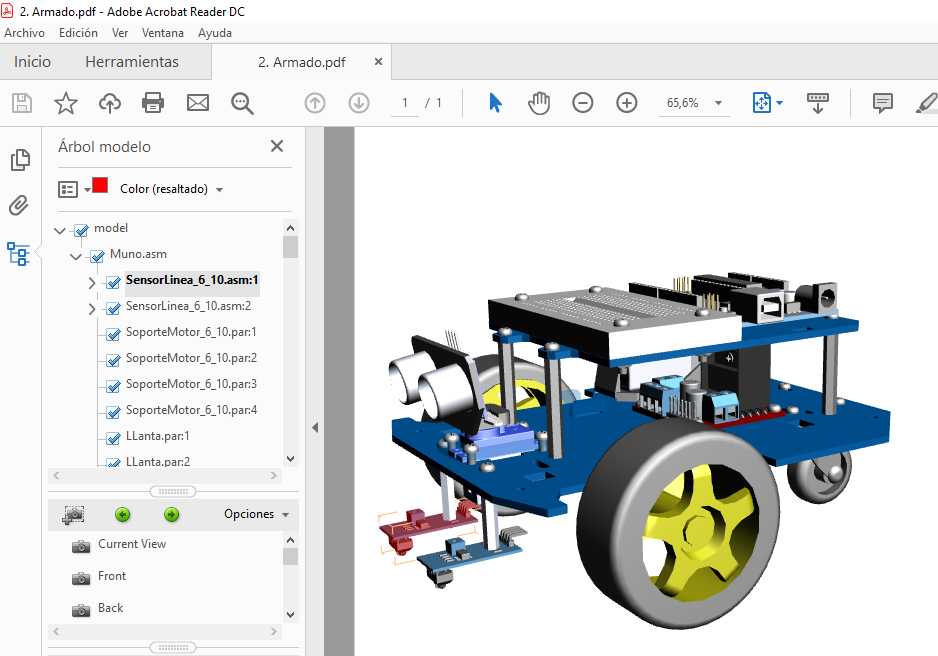 2. Armado.pdf - Adobe Acrobat Reader DC
Archivo Edición Ver Ventana Ayuda
Inicio Herramientas 2. Armado.pdf ×
1 / 1 65,6%
Árbol modelo
Color (resaltado)
model
Muno.asm
SensorLinea_6_10.asm:1
SensorLinea_6_10.asm:2
SoporteMotor_6_10.par:1
SoporteMotor_6_10.par:2
SoporteMotor_6_10.par:3
SoporteMotor_6_10.par:4
LLanta.par:1
LLanta.par:2
Opciones
Current View
Front
Back